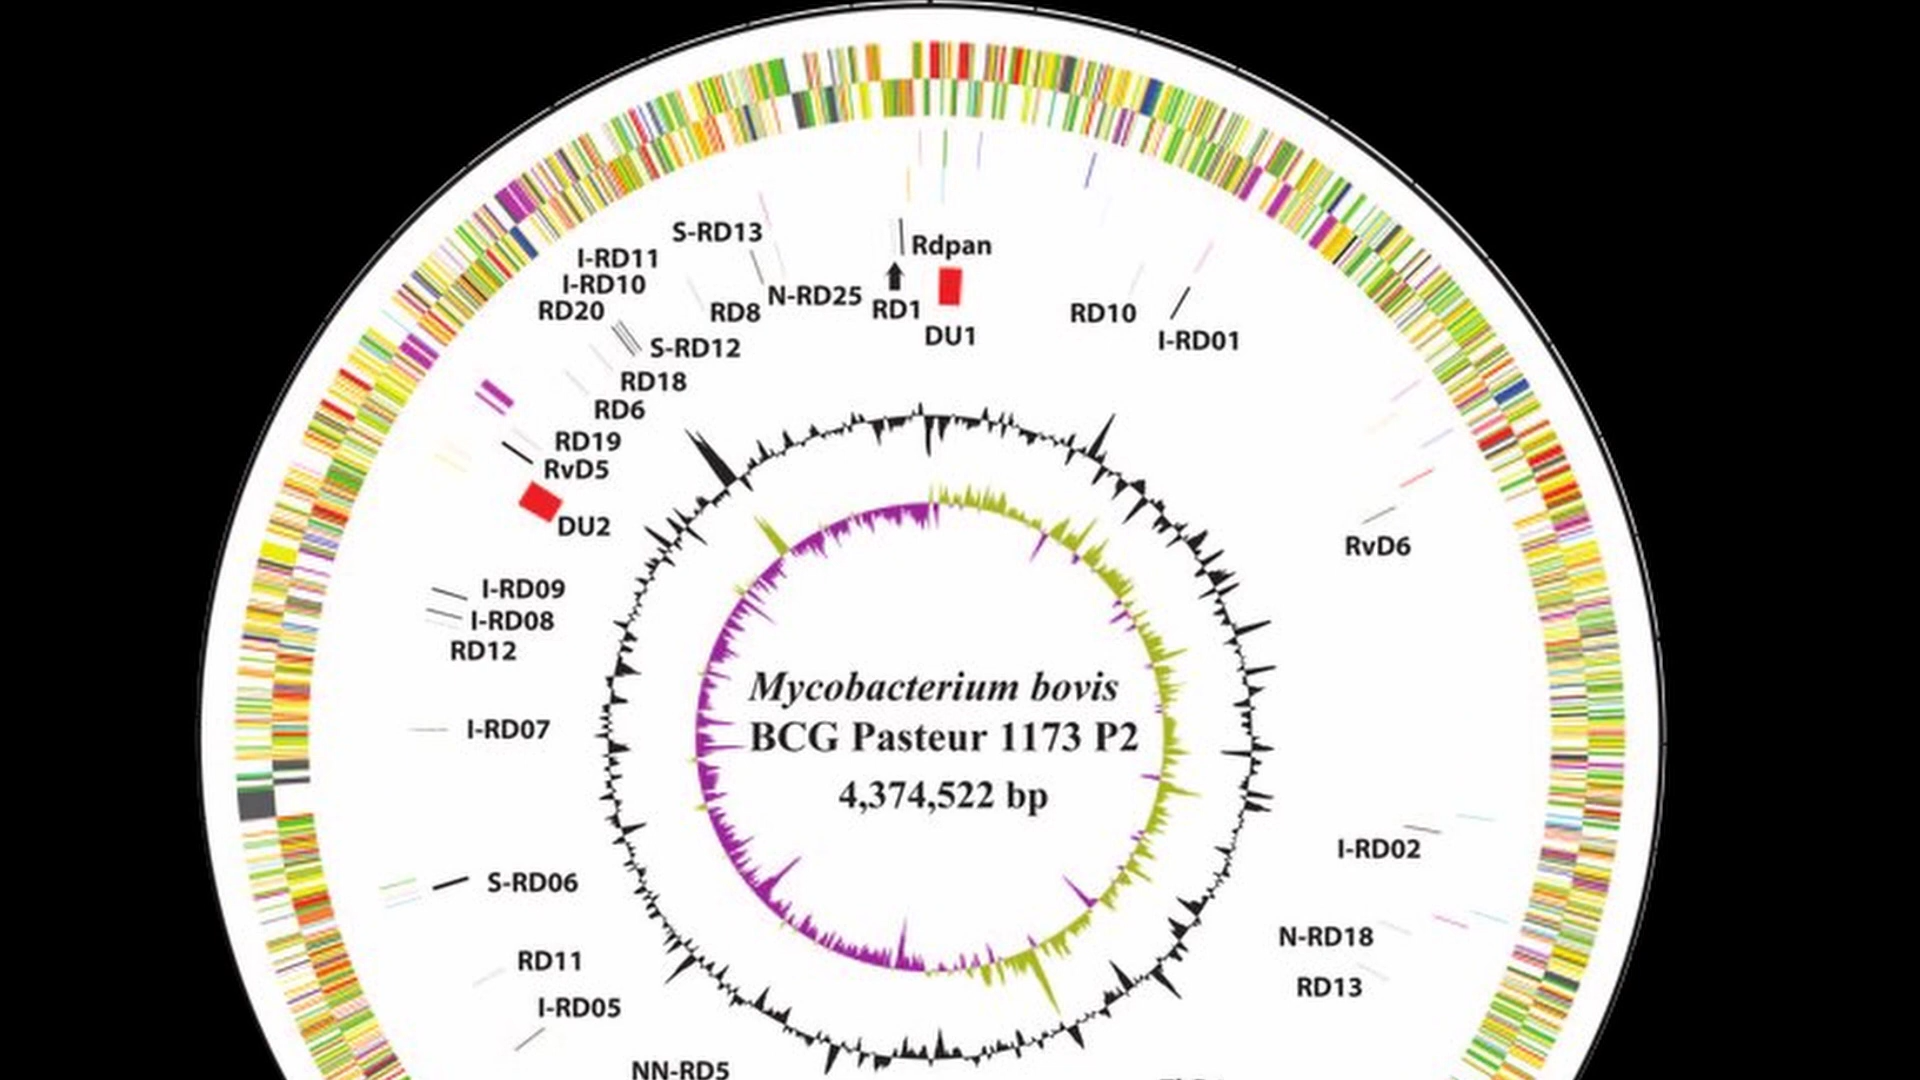 S-RD13
Rdpan
I-RD11
I-RD10
RD20
N-RD25
RD8
RD1
RD10
DU1
I-RD01
S-RD12
RD18
RD6
RD19
RvD5
DU2
RvD6
I-RD09
I-RD08
RD12
I-RD07
Mycobacterium bovis
BCG Pasteur 1173 P2
4,374,522 bp
I-RD02
S-RD06
N-RD18
RD11
RD13
I-RD05
NN-RD5